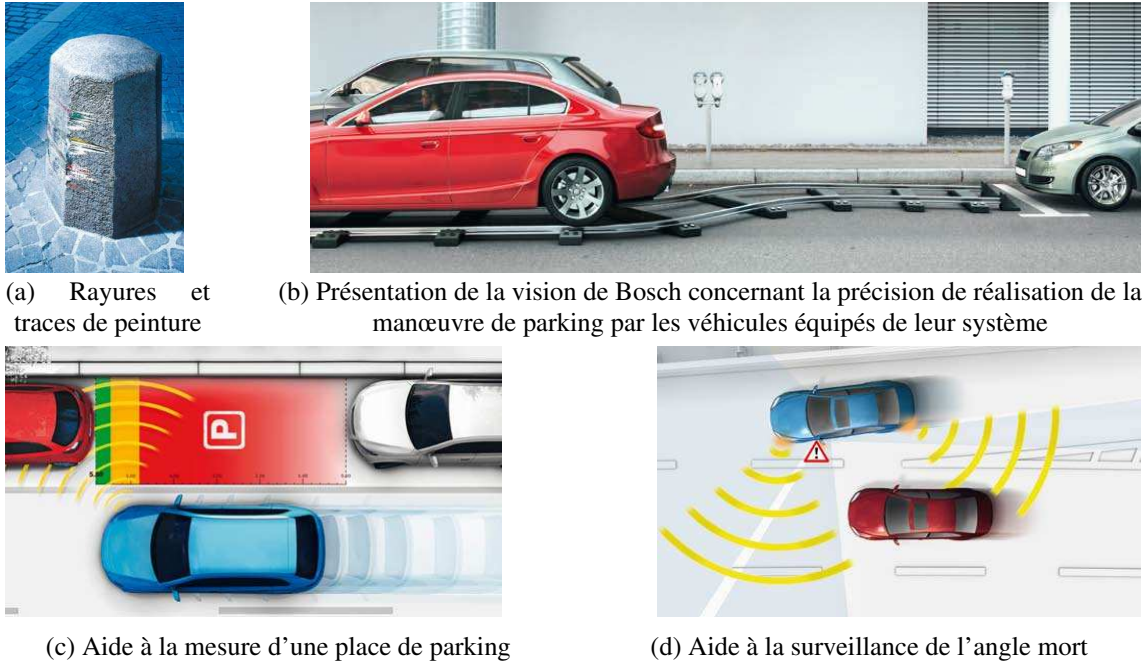 (a) Rayures et
traces de peinture
(b) Présentation de la vision de Bosch concernant la précision de réalisation de la
manœuvre de parking par les véhicules équipés de leur système
P
(c) Aide à la mesure d'une place de parking
!
(d) Aide à la surveillance de l'angle mort